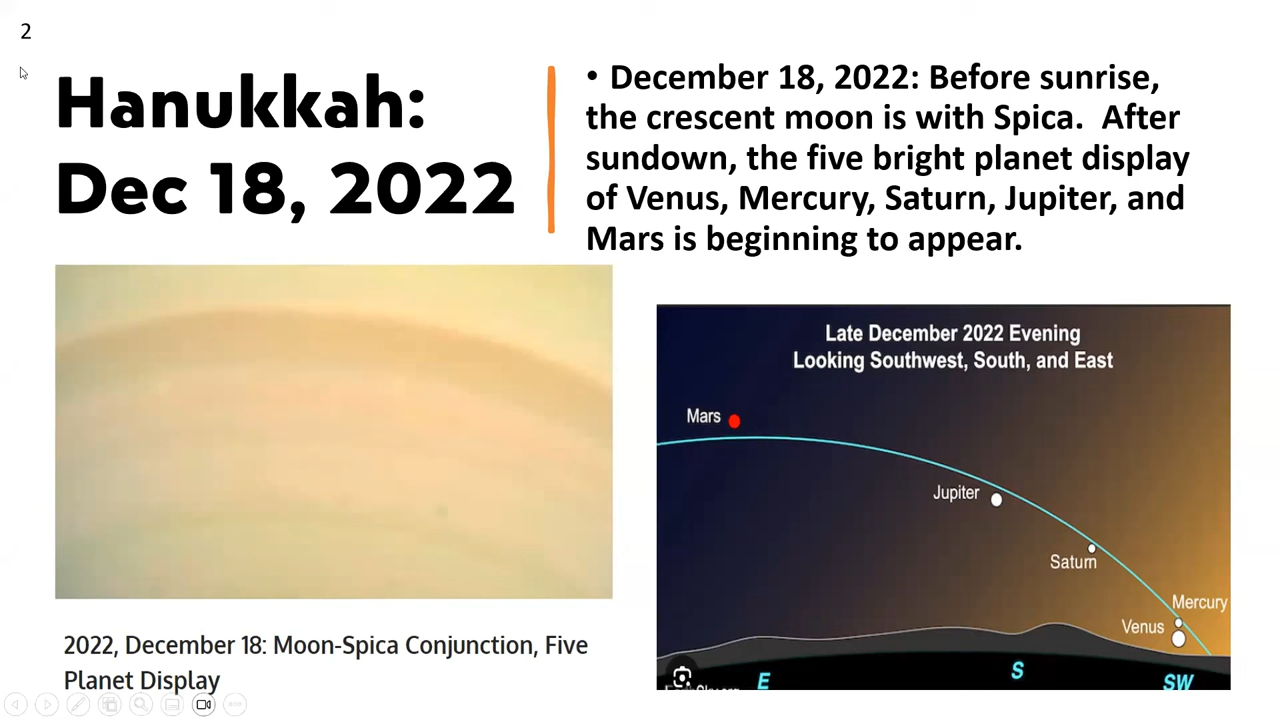 2
Hanukkah:
Dec 18, 2022
• December 18, 2022: Before sunrise,
the crescent moon is with Spica. After
sundown, the five bright planet display
of Venus, Mercury, Saturn, Jupiter, and
Mars is beginning to appear.
2022, December 18: Moon-Spica Conjunction, Five
Planet Display
Late December 2022 Evening
Looking Southwest, South, and East
Mars
Jupiter
Saturn
Mercury
Venus
E
S
SW